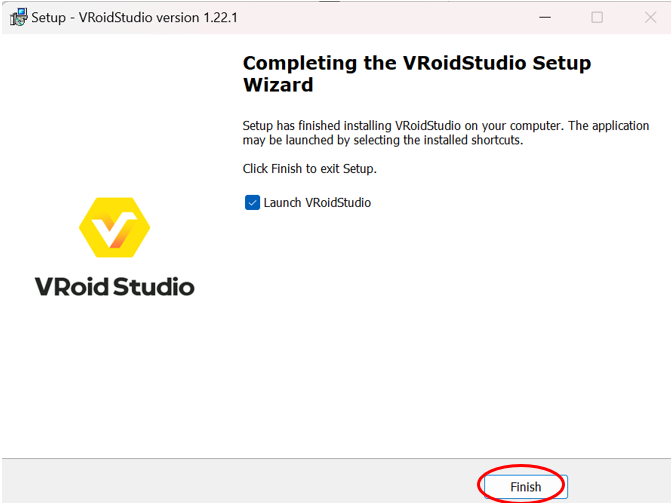 Setup - VRoidStudio version 1.22.1
Completing the VRoidStudio Setup
Wizard
Setup has finished installing VRoidStudio on your computer. The application
may be launched by selecting the installed shortcuts.
Click Finish to exit Setup.
Launch VRoidStudio
VRoid Studio
Finish